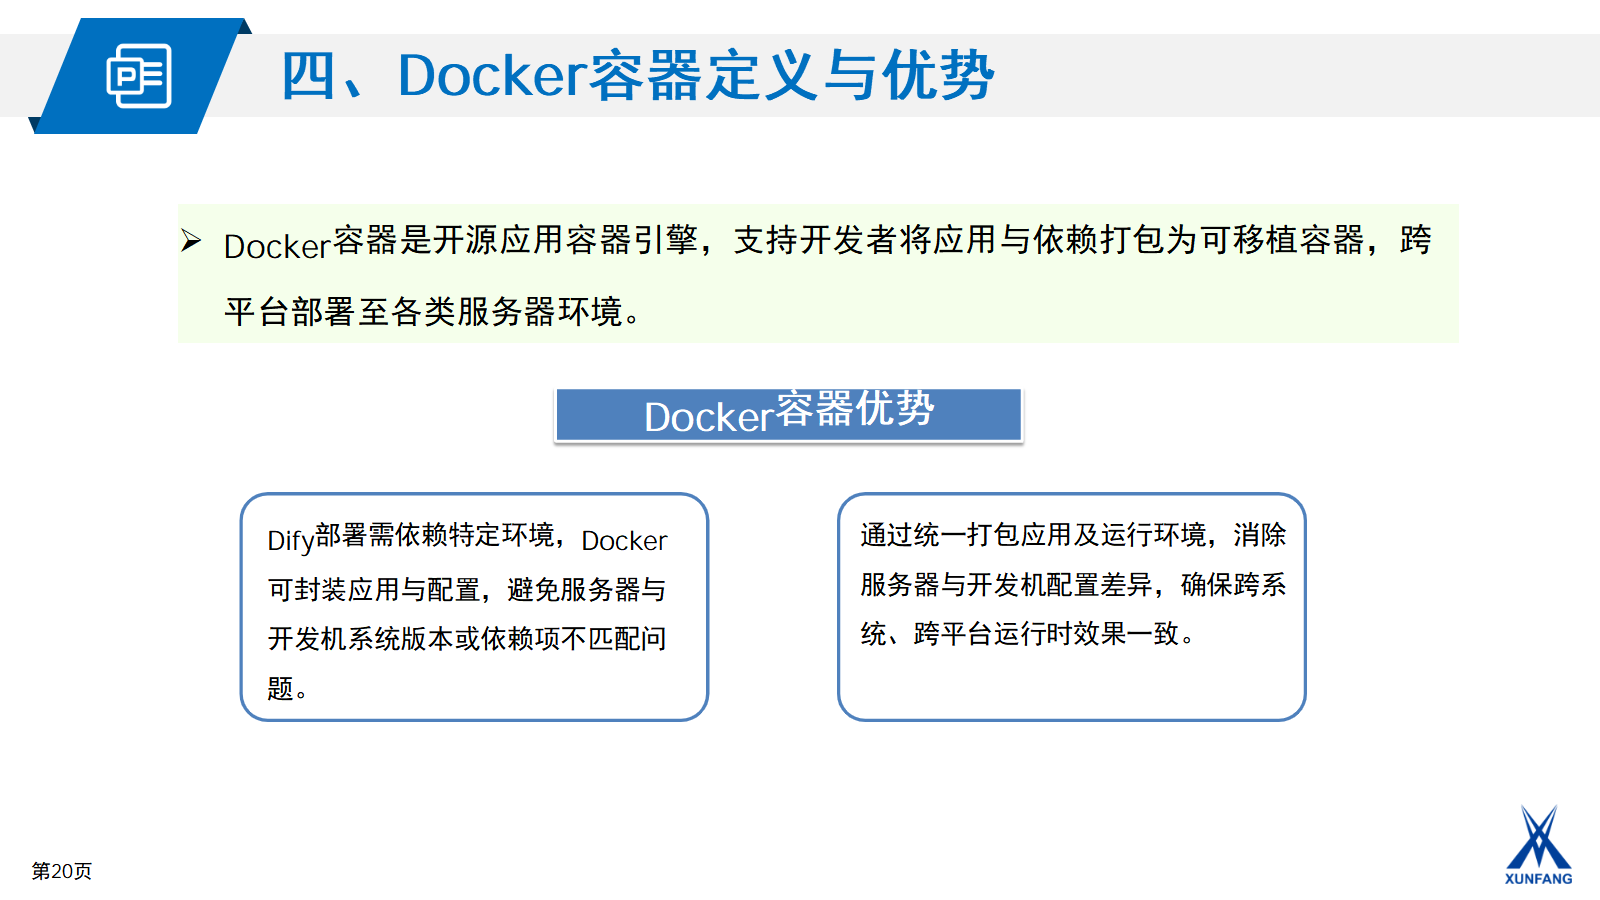 四、Docker容器定义与优势
➢ Docker容器是开源应用容器引擎，支持开发者将应用与依赖打包为可移植容器，跨
平台部署至各类服务器环境。
Docker容器优势
Dify部署需依赖特定环境，Docker
可封装应用与配置，避免服务器与
开发机系统版本或依赖项不匹配问
题。
通过统一打包应用及运行环境，消除
服务器与开发机配置差异，确保跨系
统、跨平台运行时效果一致。
第20页
XUNFANG